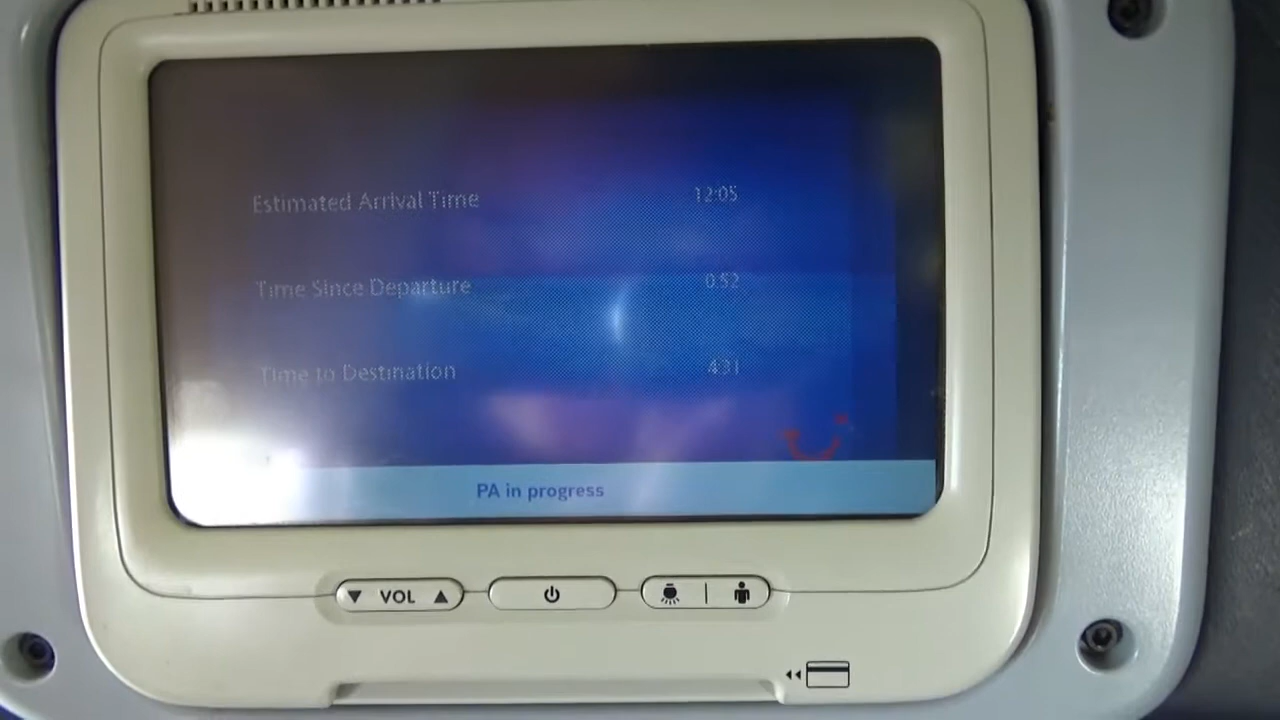 Estimated Arrival Time 12:05
Time Since Departure 0:52
Time to Destination 4:31
PA in progress
VOL